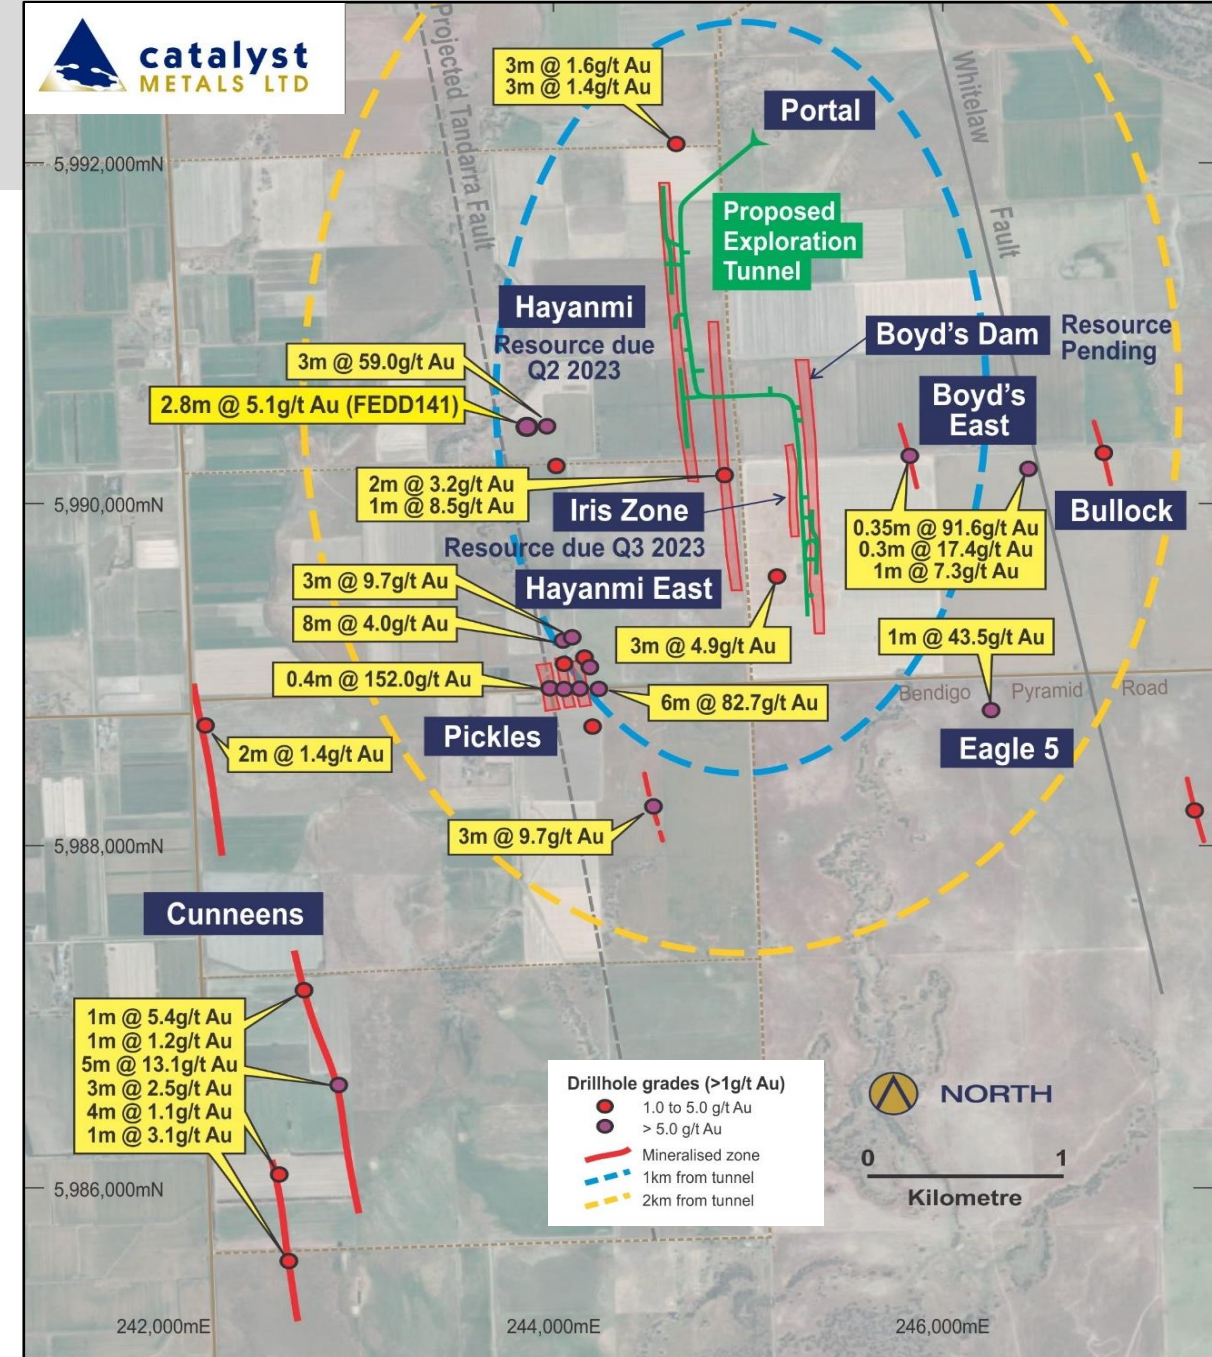 catalyst
METALS LTD
3m @ 1.6g/t Au
3m @ 1.4g/t Au
Portal
Projected Tandarra Fault
Whitelaw
Fault
5,992,000mN
Proposed
Exploration
Tunnel
Hayanmi
Resource due
Q2 2023
Boyd's Dam
Resource
Pending
3m @ 59.0g/t Au
2.8m @ 5.1g/t Au (FEDD141)
Boyd's
East
2m @ 3.2g/t Au
1m @ 8.5g/t Au
5,990,000mN
Iris Zone
Bullock
0.35m @ 91.6g/t Au
0.3m @ 17.4g/t Au
1m @ 7.3g/t Au
Resource due Q3 2023
Hayanmi East
3m @ 9.7g/t Au
8m @ 4.0g/t Au
3m @ 4.9g/t Au
1m @ 43.5g/t Au
0.4m @ 152.0g/t Au
6m @ 82.7g/t Au
Bendigo Pyramid Road
Pickles
Eagle 5
2m @ 1.4g/t Au
3m @ 9.7g/t Au
5,988,000mN
Cunneens
1m @ 5.4g/t Au
1m @ 1.2g/t Au
5m @ 13.1g/t Au
3m @ 2.5g/t Au
4m @ 1.1g/t Au
1m @ 3.1g/t Au
Drillhole grades (>1g/t Au)
1.0 to 5.0 g/t Au
> 5.0 g/t Au
Mineralised zone
1km from tunnel
2km from tunnel
NORTH
0 1
Kilometre
5,986,000mN
242,000mE 244,000mE 246,000mE